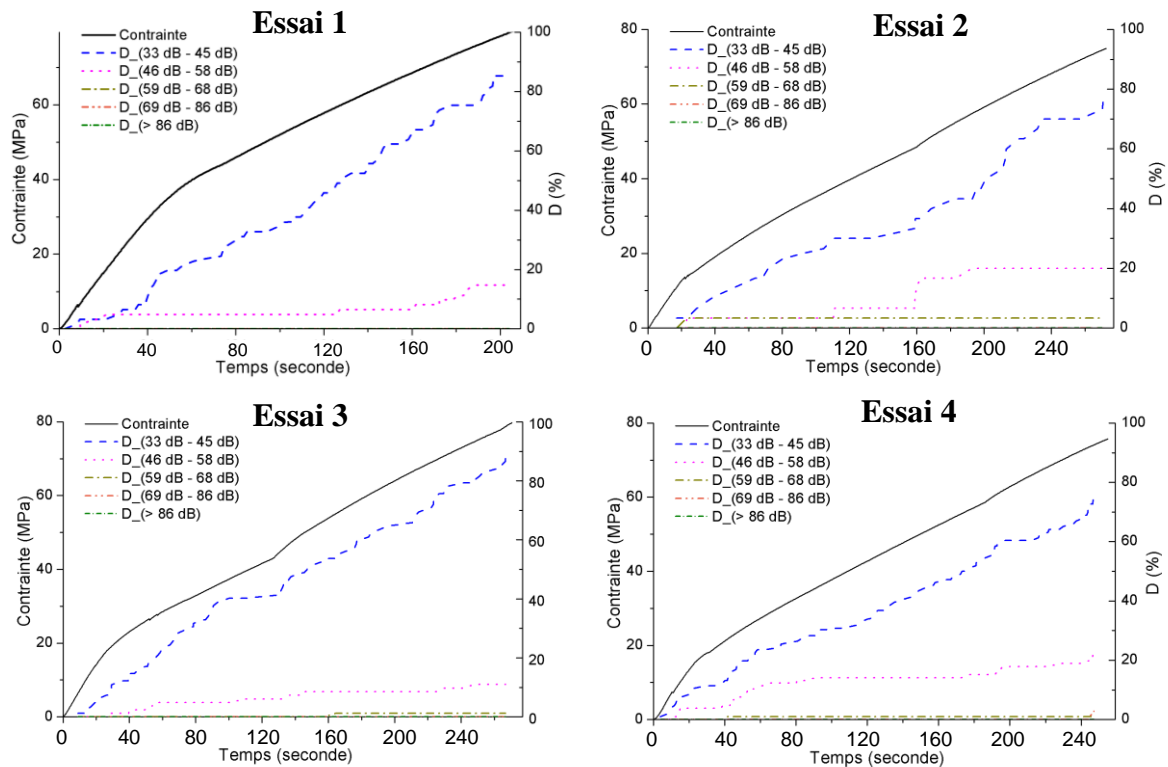 Essai 1
Contrainte
D_(33 dB - 45 dB)
D_(46 dB - 58 dB)
D_(59 dB - 68 dB)
D_(69 dB - 86 dB)
D_(> 86 dB)
Contrainte (MPa)
0
20
40
60
80
D (%)
0
20
40
60
80
100
0
40
80
120
160
200
Temps (seconde)
Essai 2
Contrainte
D_(33 dB - 45 dB)
D_(46 dB - 58 dB)
D_(59 dB - 68 dB)
D_(69 dB - 86 dB)
D_(> 86 dB)
Contrainte (MPa)
0
20
40
60
80
D (%)
0
20
40
60
80
100
0
40
80
120
160
200
240
Temps (seconde)
Essai 3
Contrainte
D_(33 dB - 45 dB)
D_(46 dB - 58 dB)
D_(59 dB - 68 dB)
D_(69 dB - 86 dB)
D_(> 86 dB)
Contrainte (MPa)
0
20
40
60
80
0
20
40
60
80
100
0
40
80
120
160
200
240
Temps (seconde)
Essai 4
Contrainte
D_(33 dB - 45 dB)
D_(46 dB - 58 dB)
D_(59 dB - 68 dB)
D_(69 dB - 86 dB)
D_(> 86 dB)
Contrainte (MPa)
0
20
40
60
80
D (%)
0
20
40
60
80
100
0
40
80
120
160
200
240
Temps (seconde)